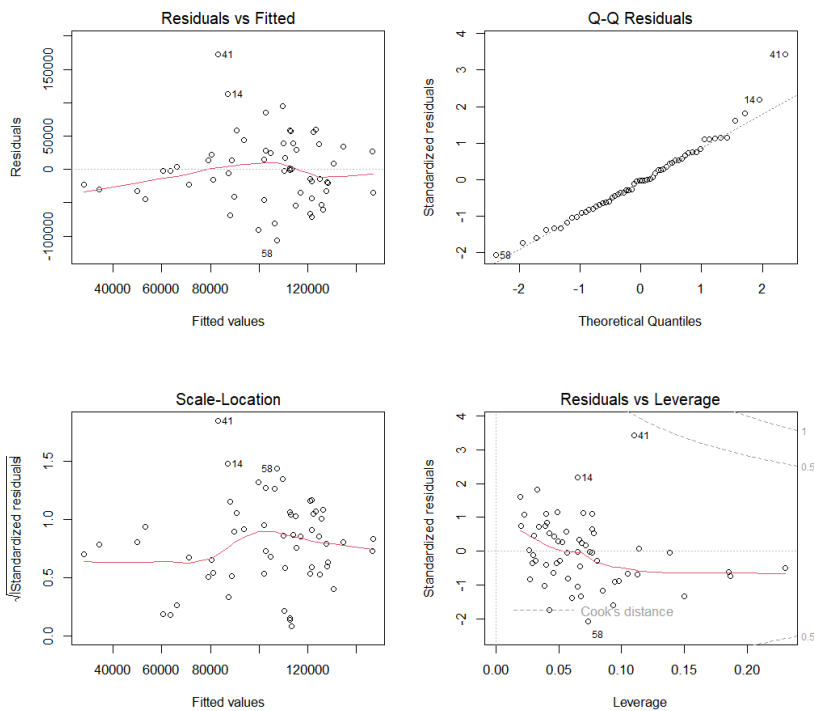 Residuals vs Fitted
Residuals
-100000 0 50000 150000
41
14
58
40000 60000 80000 120000
Fitted values
Q-Q Residuals
Standardized residuals
-2 -1 0 1 2 3 4
41
14
58
-2 -1 0 1 2
Theoretical Quantiles
Scale-Location
√|Standardized residuals|
0.0 0.5 1.0 1.5
41
14
58
40000 60000 80000 120000
Fitted values
Residuals vs Leverage
Standardized residuals
-2 -1 0 1 2 3 4
41
14
58
Cook's distance
1
0.5
0.5
0.00 0.05 0.10 0.15 0.20
Leverage